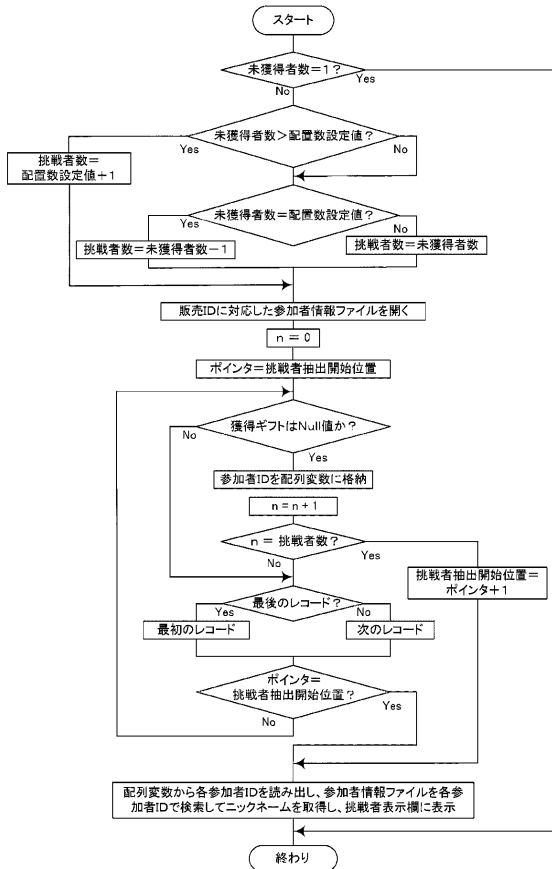 スタート
未獲得者数=1?
Yes
No
未獲得者数>配置数設定値?
Yes
No
挑戦者数=
配置数設定値+1
未獲得者数=配置数設定値?
Yes
No
挑戦者数=未獲得者数-1
挑戦者数=未獲得者数
販売IDに対応した参加者情報ファイルを開く
n = 0
ポインタ=挑戦者抽出開始位置
獲得ギフトはNull値か?
No
Yes
参加者IDを配列変数に格納
n = n + 1
n = 挑戦者数?
Yes
No
挑戦者抽出開始位置=
ポインタ+1
最後のレコード?
Yes
No
最初のレコード
次のレコード
ポインタ=
挑戦者抽出開始位置?
Yes
No
配列変数から各参加者IDを読み出し、参加者情報ファイルを各参
加者IDで検索してニックネームを取得し、挑戦者表示欄に表示
終わり